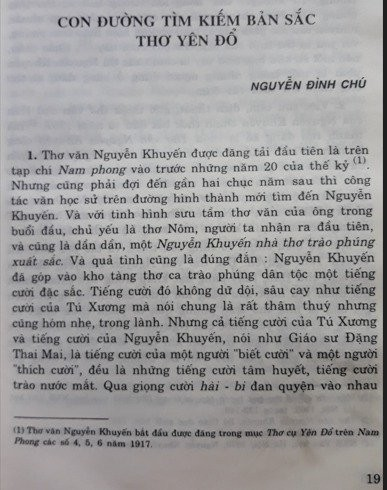 CON ĐƯỜNG TÌM KIẾM BẢN SẮC
THƠ YÊN ĐỔ
NGUYỄN ĐÌNH CHÚ
1. Thơ văn Nguyễn Khuyến được đăng tải đầu tiên là trên
tạp chí Nam phong vào trước những năm 20 của thế kỷ (1).
Nhưng cũng phải đợi đến gần hai chục năm sau thì công
tác văn học sử trên đường hình thành mới tìm đến Nguyễn
Khuyến. Và với tình hình sưu tầm thơ văn của ông trong
buổi đầu, chủ yếu là thơ Nôm, người ta nhận ra đầu tiên,
và cũng là dần dần, một Nguyễn Khuyến nhà thơ trào phúng
xuất sắc. Và quả tình cũng là đúng đắn : Nguyễn Khuyến
đã góp vào kho tàng thơ ca trào phúng dân tộc một tiếng
cười đặc sắc. Tiếng cười đó không dữ dội, sâu cay như tiếng
cười của Tú Xương mà nói chung là rất thâm thuý nhưng
cũng hóm nhẹ, trong lành. Nhưng cả tiếng cười của Tú Xương
và tiếng cười của Nguyễn Khuyến, nói như Giáo sư Đặng
Thai Mai, là tiếng cười của một người "biết cười" và một người
"thích cười", đều là những tiếng cười tâm huyết, tiếng cười
trào nước mắt. Qua giọng cười hài - bi đan quyện vào nhau
(1) Thơ văn Nguyễn Khuyến bắt đầu được đăng trong mục Thơ cụ Yên Đổ trên Nam
Phong các số 4, 5, 6 năm 1917.
19